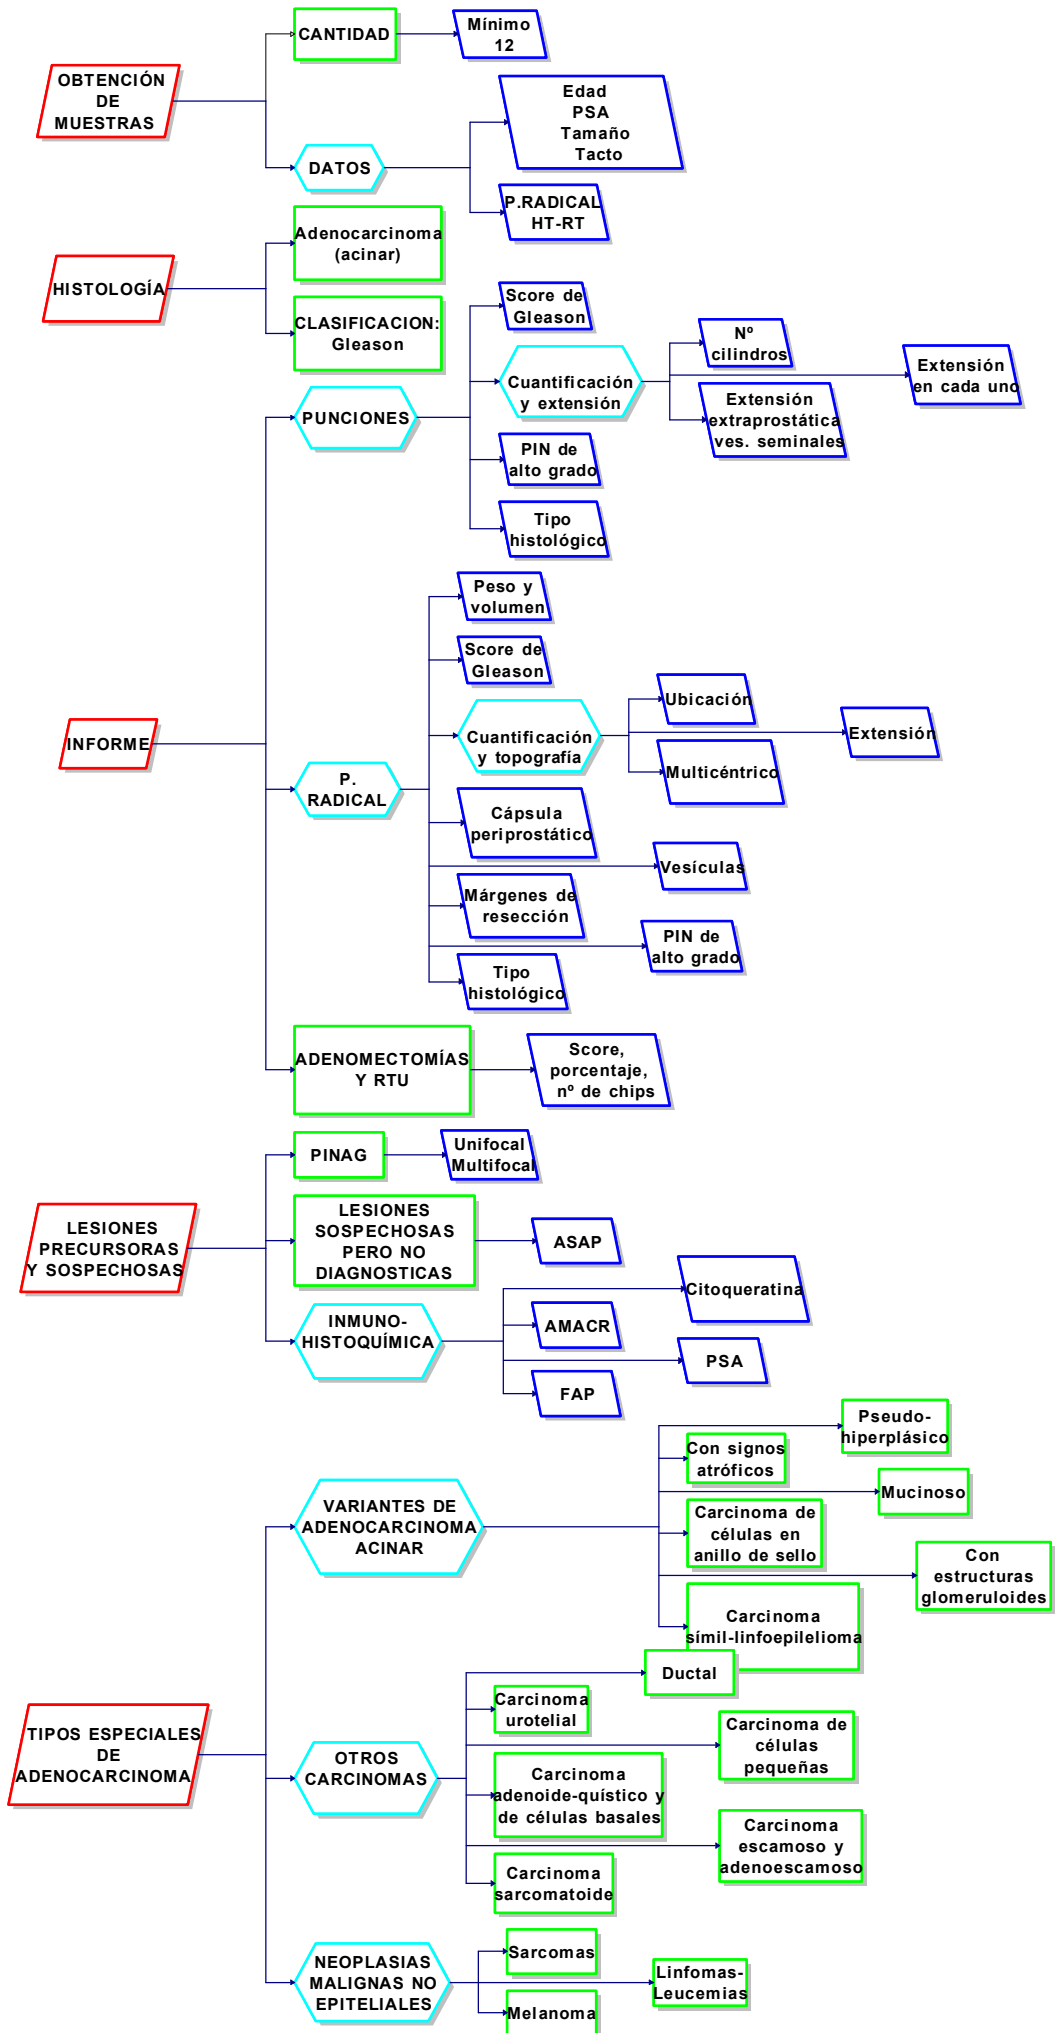 OBTENCIÓN
DE
MUESTRAS
CANTIDAD
Mínimo
12
DATOS
Edad
PSA
Tamaño
Tacto
P.RADICAL
HT-RT
HISTOLOGÍA
Adenocarcinoma
(acinar)
CLASIFICACION:
Gleason
INFORME
PUNCIONES
Score de
Gleason
Cuantificación
y extensión
Nº
cilindros
Extensión
en cada uno
Extensión
extraprostática
ves. seminales
PIN de
alto grado
Tipo
histológico
P.
RADICAL
Peso y
volumen
Score de
Gleason
Cuantificación
y topografía
Ubicación
Extensión
Multicéntrico
Cápsula
periprostático
Vesículas
Márgenes de
resección
PIN de
alto grado
Tipo
histológico
ADENOMECTOMÍAS
Y RTU
Score,
porcentaje,
nº de chips
LESIONES
PRECURSORAS
Y SOSPECHOSAS
PINAG
Unifocal
Multifocal
LESIONES
SOSPECHOSAS
PERO NO
DIAGNOSTICAS
ASAP
INMUNO-
HISTOQUÍMICA
Citoqueratina
AMACR
PSA
FAP
TIPOS ESPECIALES
DE
ADENOCARCINOMA
VARIANTES DE
ADENOCARCINOMA
ACINAR
Pseudo-
hiperplásico
Con signos
atróficos
Mucinoso
Carcinoma de
células en
anillo de sello
Con
estructuras
glomeruloides
Carcinoma
símil-linfoepilelioma
OTROS
CARCINOMAS
Ductal
Carcinoma
urotelial
Carcinoma de
células
pequeñas
Carcinoma
adenoide-quístico y
de células basales
Carcinoma
escamoso y
adenoescamoso
Carcinoma
sarcomatoide
NEOPLASIAS
MALIGNAS NO
EPITELIALES
Sarcomas
Linfomas-
Leucemias
Melanoma